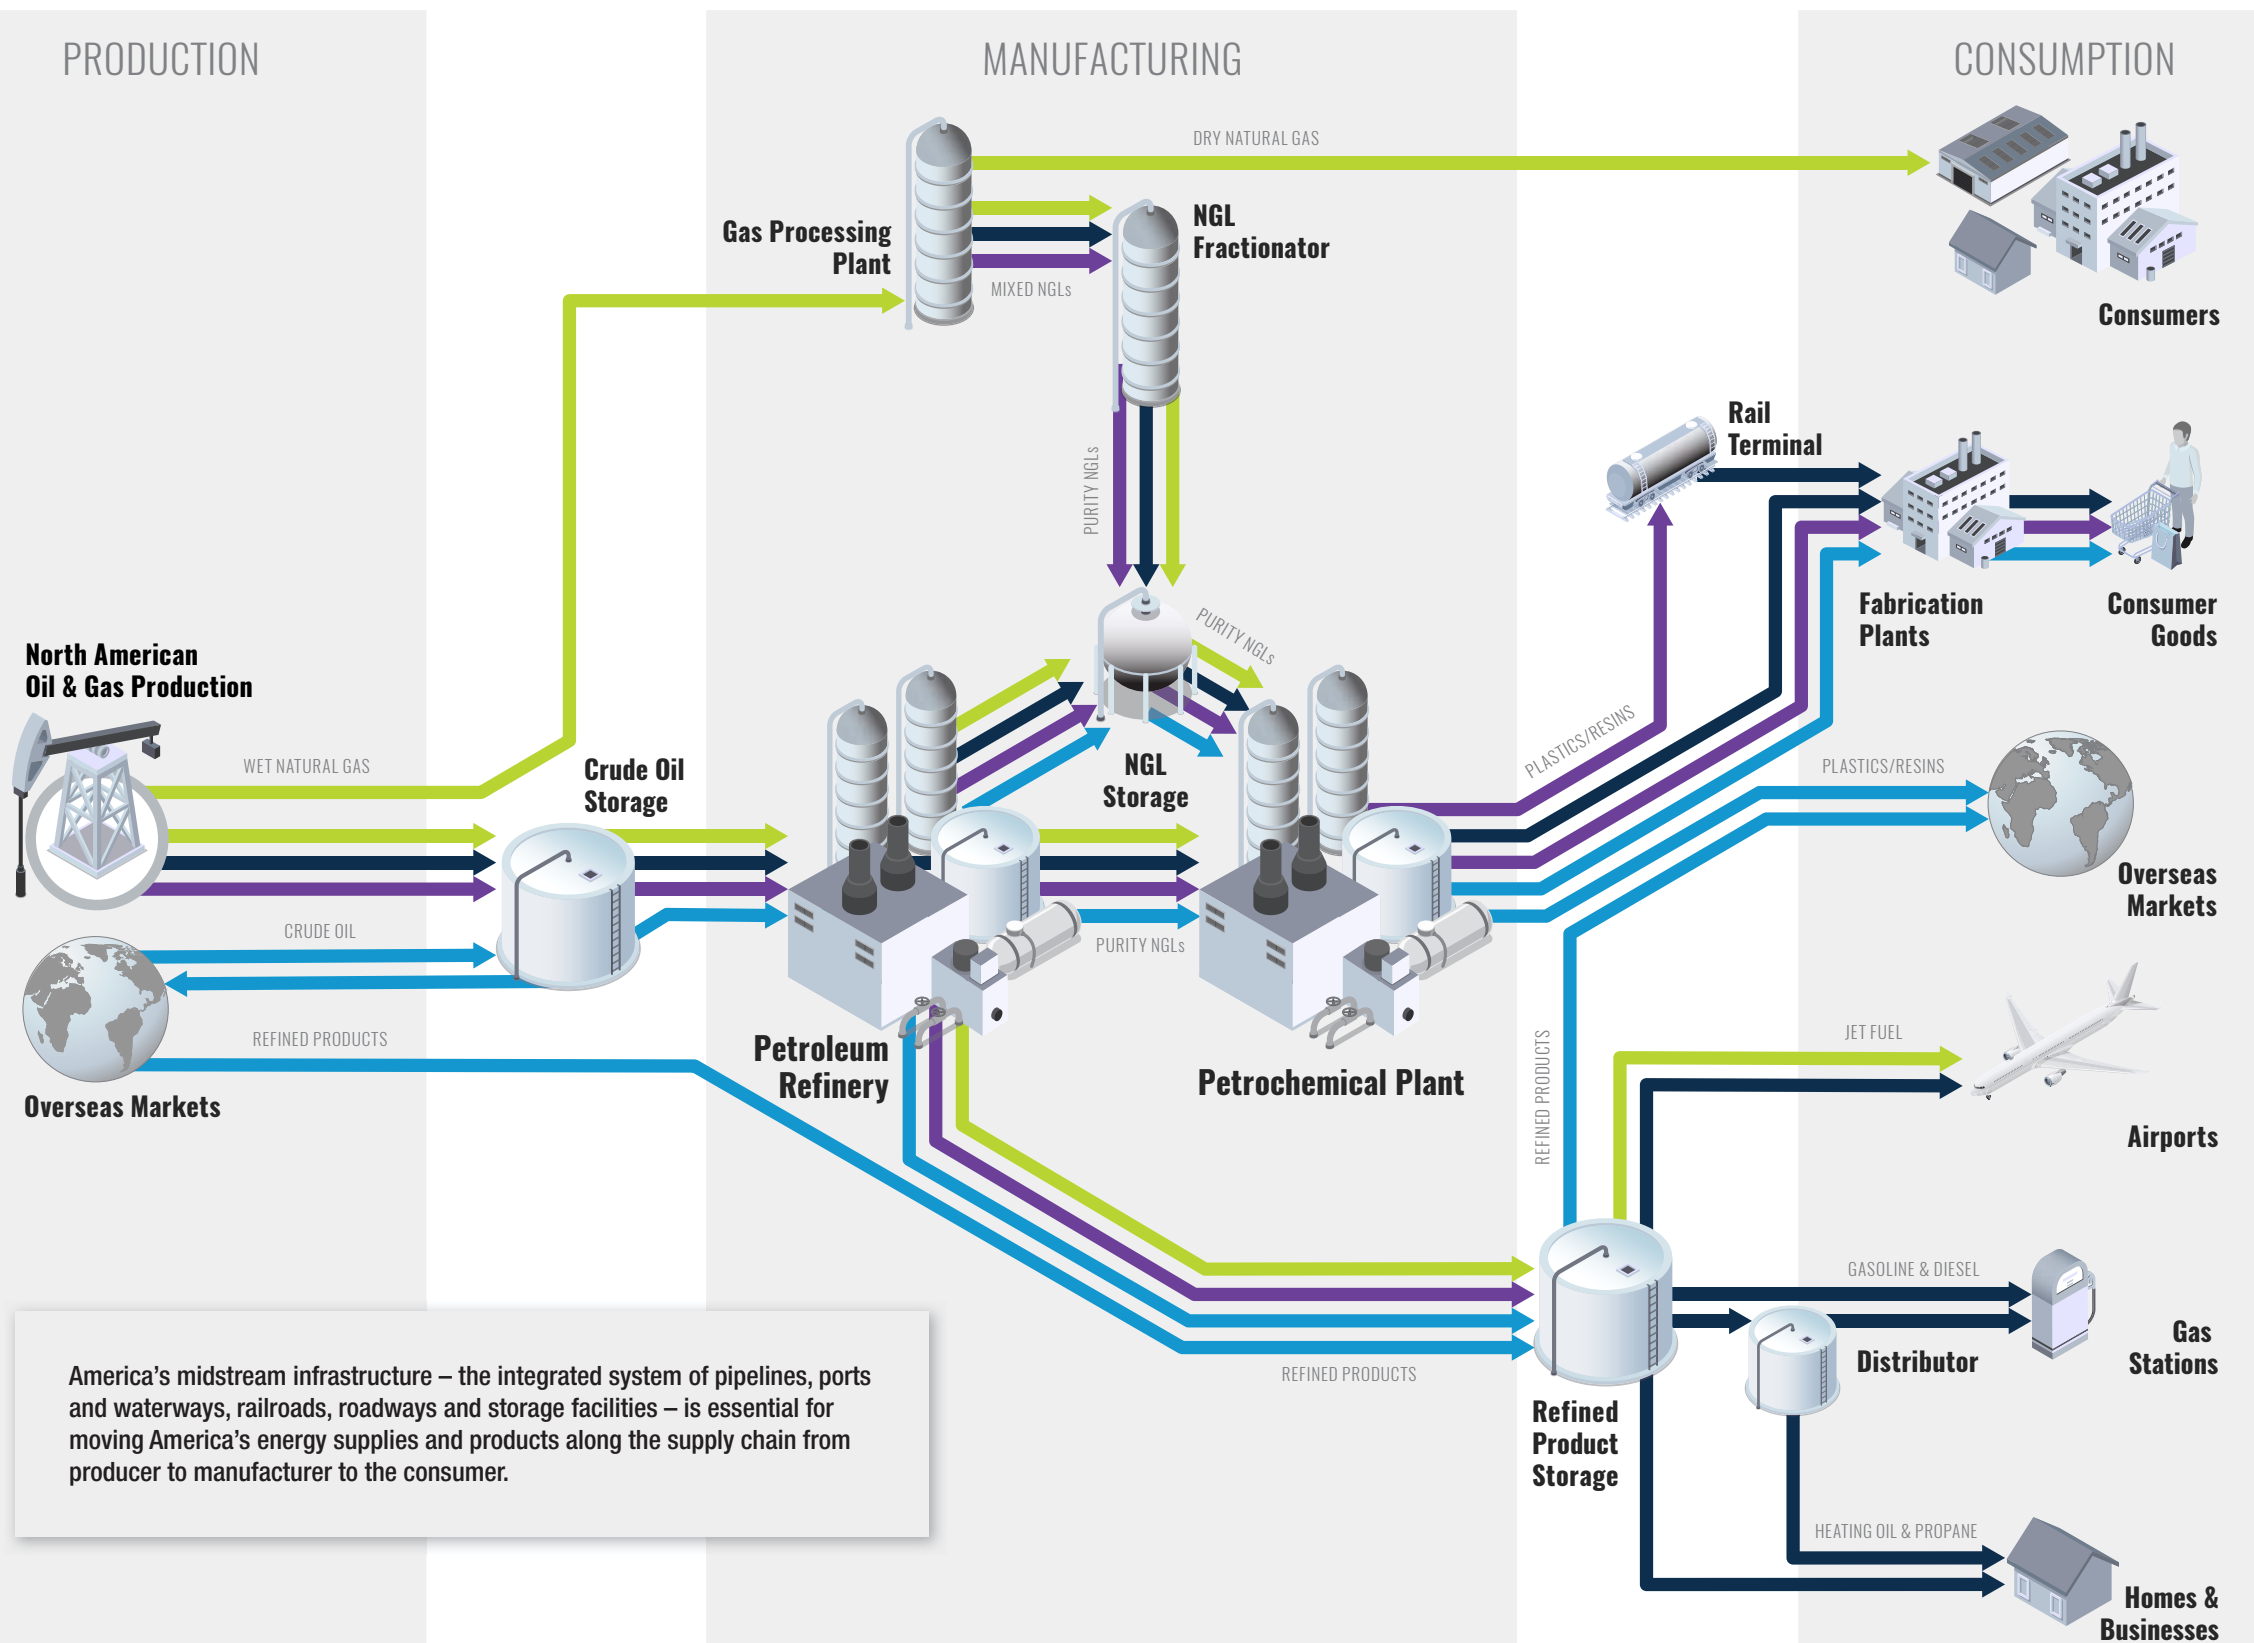 PRODUCTION
MANUFACTURING
CONSUMPTION
DRY NATURAL GAS
Gas Processing
Plant
NGL
Fractionator
MIXED NGLs
Consumers
PURITY NGLs
Rail
Terminal
Fabrication
Plants
Consumer
Goods
North American
Oil & Gas Production
WET NATURAL GAS
Crude Oil
Storage
PURITY NGLs
NGL
Storage
PLASTICS/RESINS
PLASTICS/RESINS
Overseas
Markets
CRUDE OIL
PURITY NGLs
REFINED PRODUCTS
Overseas Markets
Petroleum
Refinery
Petrochemical Plant
REFINED PRODUCTS
JET FUEL
Airports
GASOLINE & DIESEL
Gas
Stations
Distributor
REFINED PRODUCTS
Refined
Product
Storage
America's midstream infrastructure – the integrated system of pipelines, ports
and waterways, railroads, roadways and storage facilities – is essential for
moving America's energy supplies and products along the supply chain from
producer to manufacturer to the consumer.
HEATING OIL & PROPANE
Homes &
Businesses